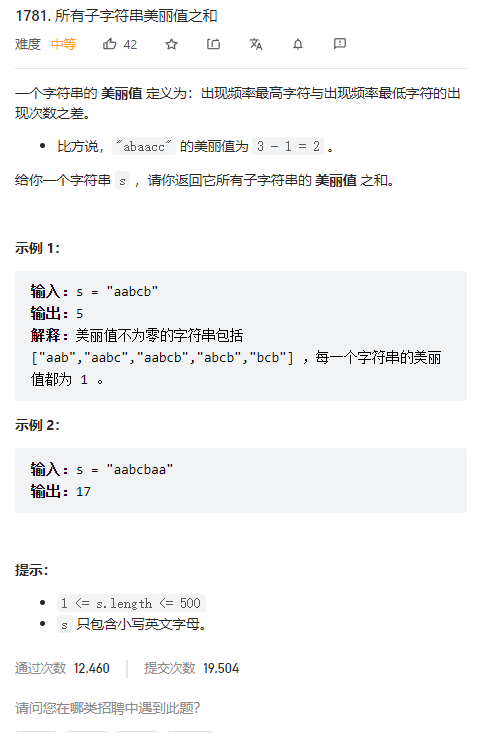 1781. 所有子字符串美丽值之和
难度 中等 42
一个字符串的 美丽值 定义为：出现频率最高字符与出现频率最低字符的出
现次数之差。
• 比方说，"abaacc" 的美丽值为 3 - 1 = 2 。
给你一个字符串 s ，请你返回它所有子字符串的 美丽值 之和。
示例 1：
输入：s = "aabcb"
输出：5
解释：美丽值不为零的字符串包括
["aab","aabc","aabcb","abcb","bcb"] ，每一个字符串的美丽
值都为 1 。
示例 2：
输入：s = "aabcbaa"
输出：17
提示：
• 1 <= s.length <= 500
• s 只包含小写英文字母。
通过次数 12,460 提交次数 19,504
请问您在哪类招聘中遇到此题？